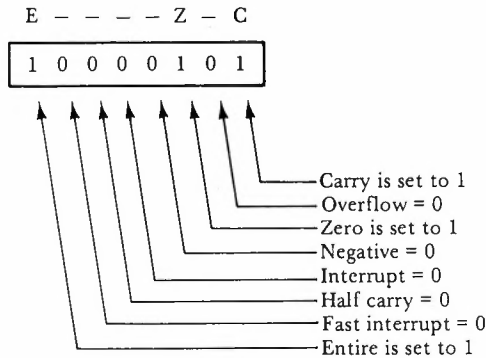 E - - - - Z - C
1 0 0 0 0 1 0 1
Carry is set to 1
Overflow = 0
Zero is set to 1
Negative = 0
Interrupt = 0
Half carry = 0
Fast interrupt = 0
Entire is set to 1